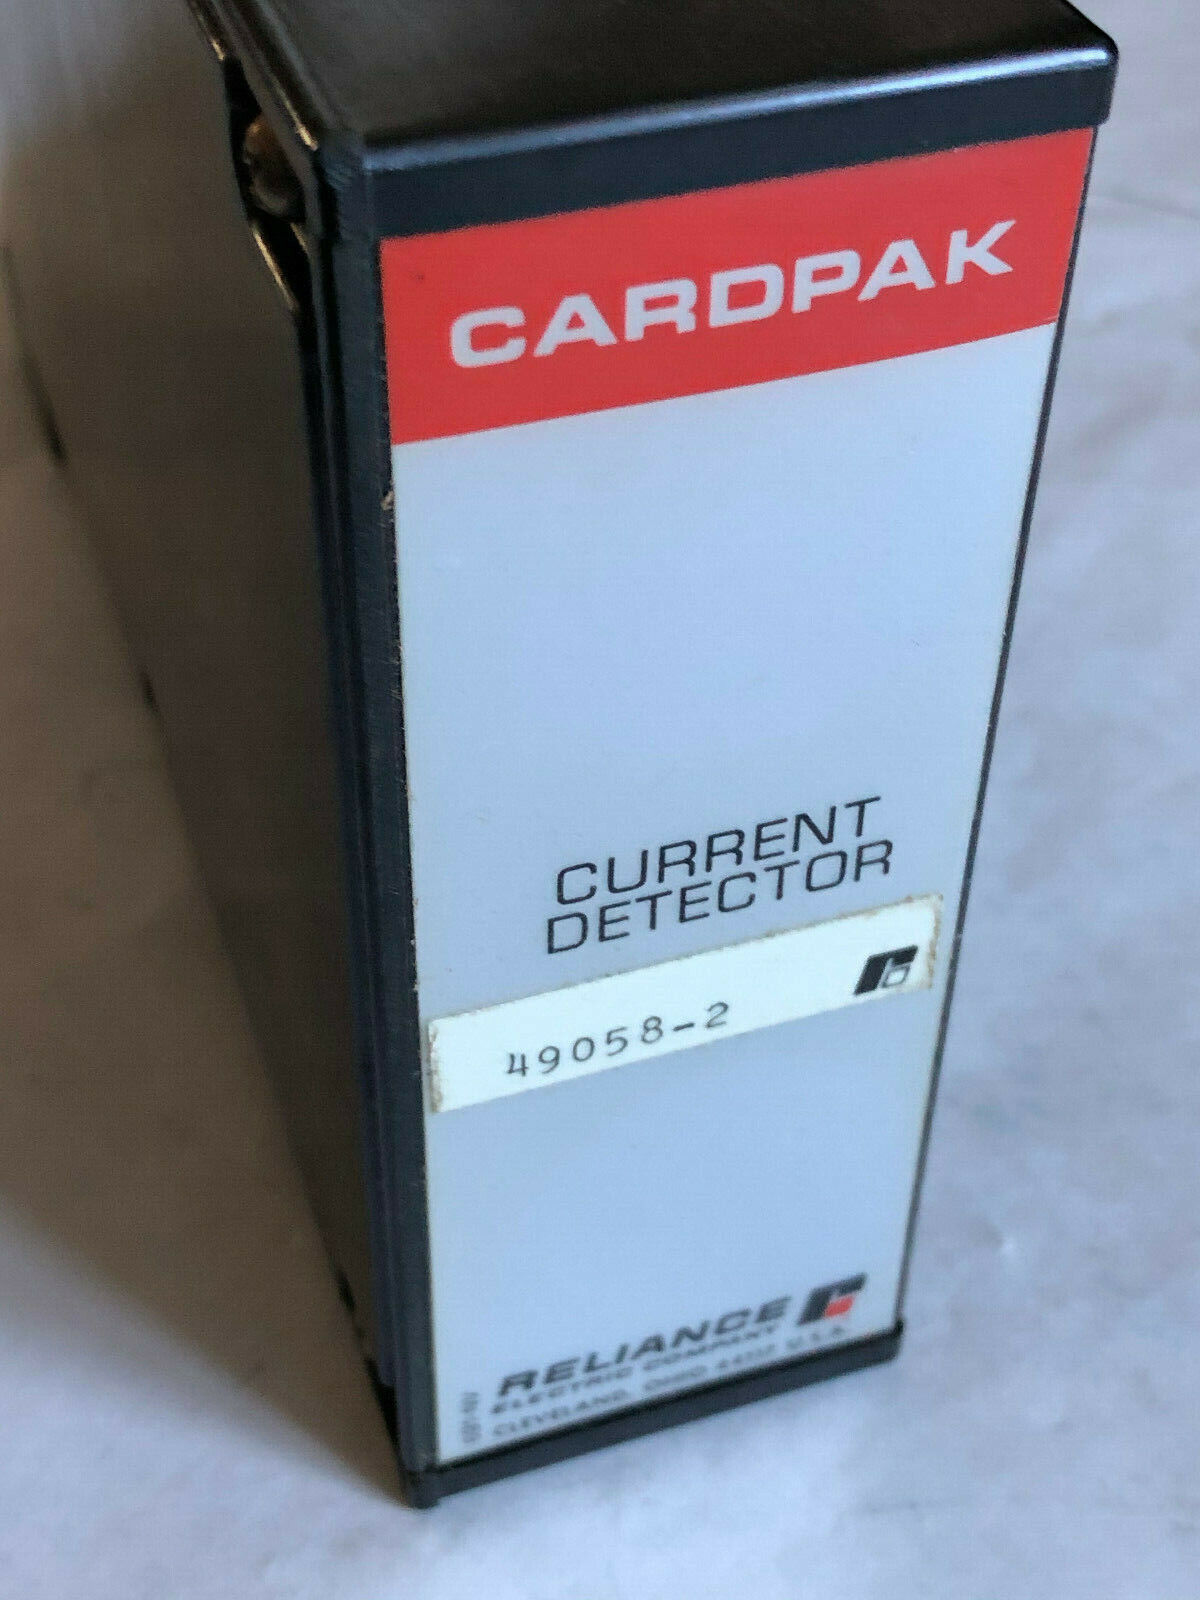 CARDPAK
CURRENT
DETECTOR
49058-2
RELIANCE
ELECTRIC COMPANY
CLEVELAND, OHIO 44117 U.S.A.